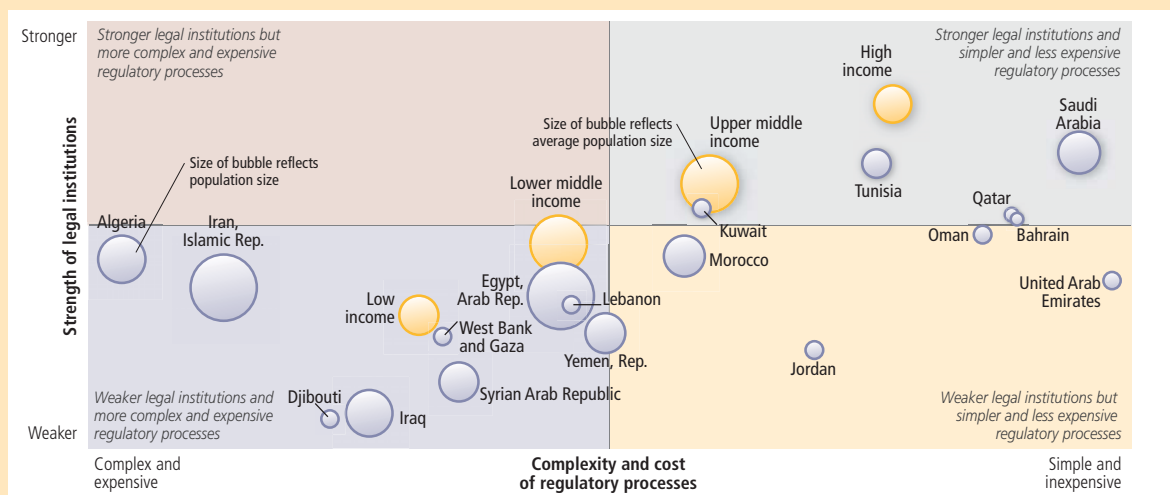 Stronger
Stronger legal institutions but
more complex and expensive
regulatory processes
Stronger legal institutions and
simpler and less expensive
regulatory processes
High
income
Saudi
Arabia
Size of bubble reflects
average population size
Upper middle
income
Size of bubble reflects
population size
Tunisia
Lower middle
income
Qatar
Algeria
Iran,
Islamic Rep.
Kuwait
Oman
Bahrain
Morocco
Strength of legal institutions
Egypt,
Arab Rep.
Lebanon
United Arab
Emirates
Low
income
West Bank
and Gaza
Yemen, Rep.
Jordan
Syrian Arab Republic
Djibouti
Iraq
Weaker legal institutions and
more complex and expensive
regulatory processes
Weaker legal institutions but
simpler and less expensive
regulatory processes
Weaker
Complex and
expensive
Complexity and cost
of regulatory processes
Simple and
inexpensive